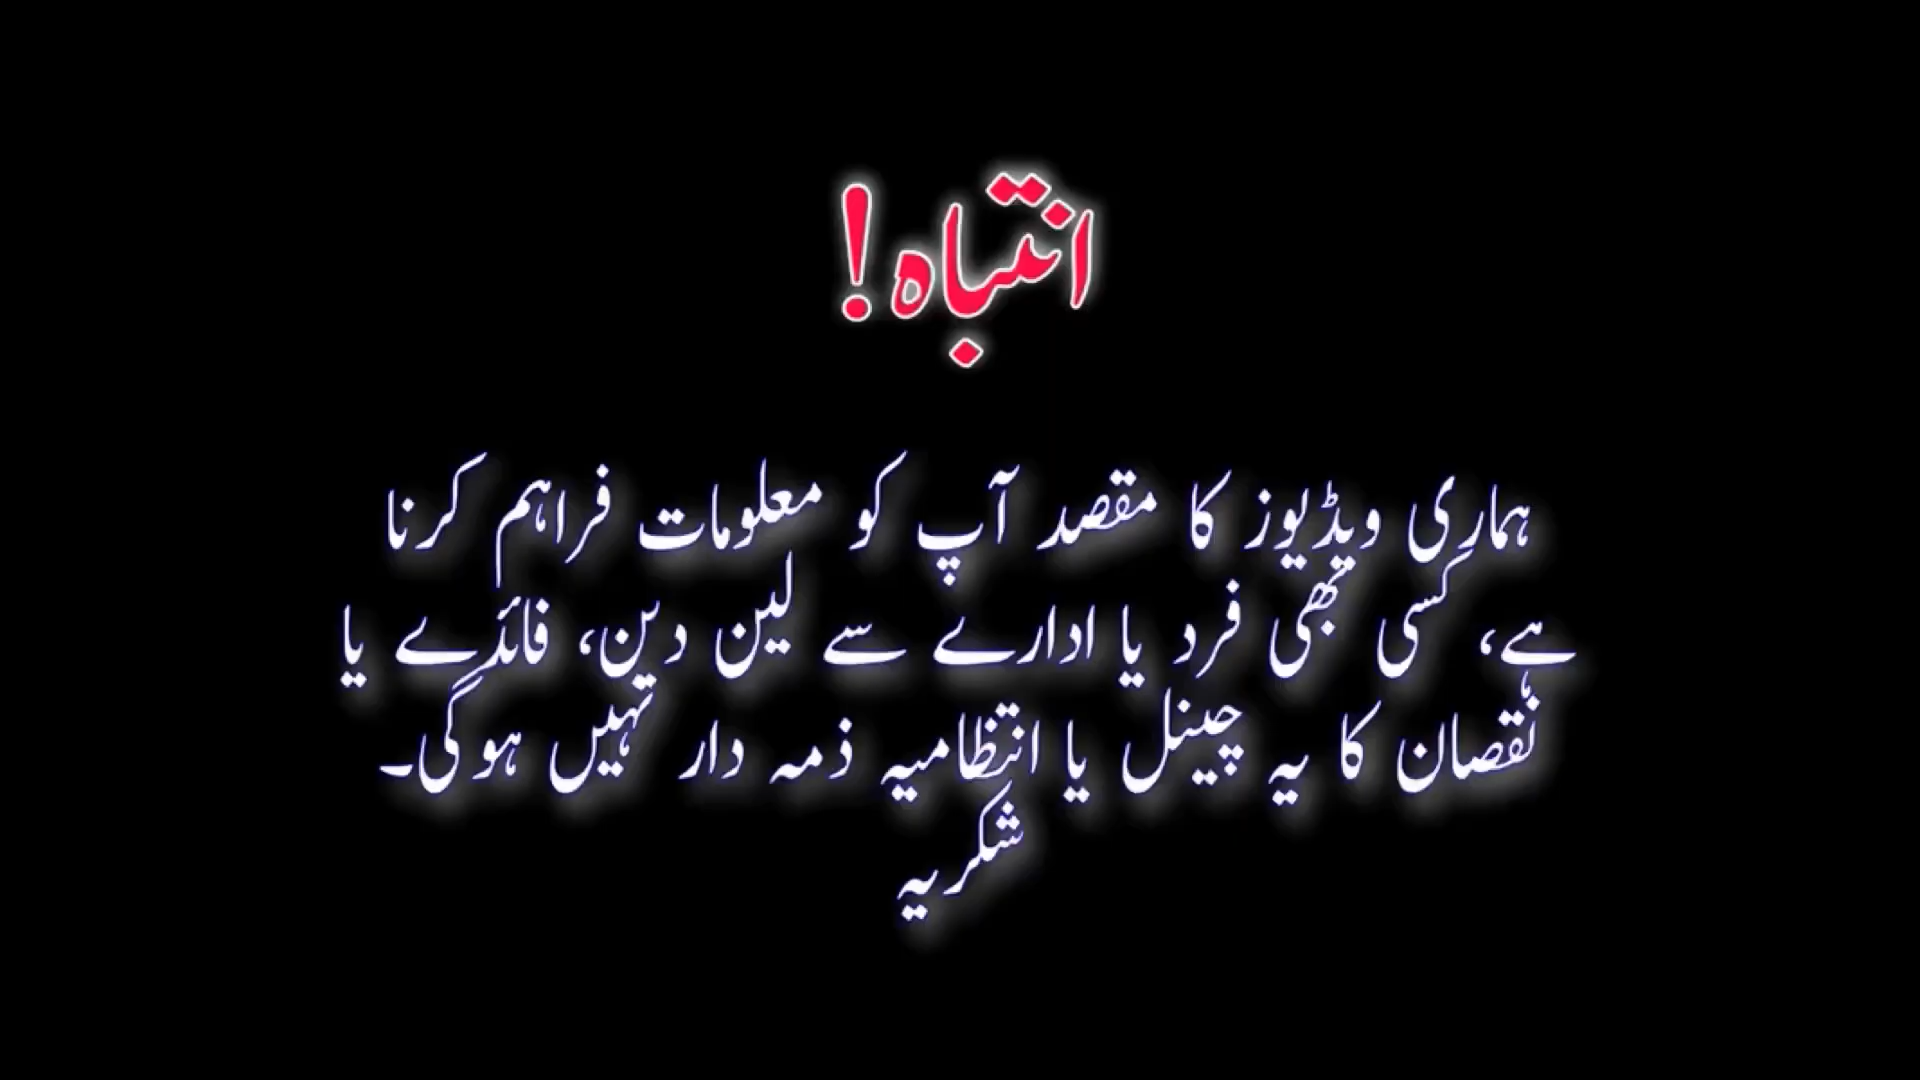 انتباہ!
ہماری ویڈیوز کا مقصد آپ کو معلومات فراہم کرنا
ہے، کسی بھی فرد یا ادارے سے لین دین، فائدے یا
نقصان کا یہ چینل یا انتظامیہ ذمہ دار نہیں ہوگی۔
شکریہ